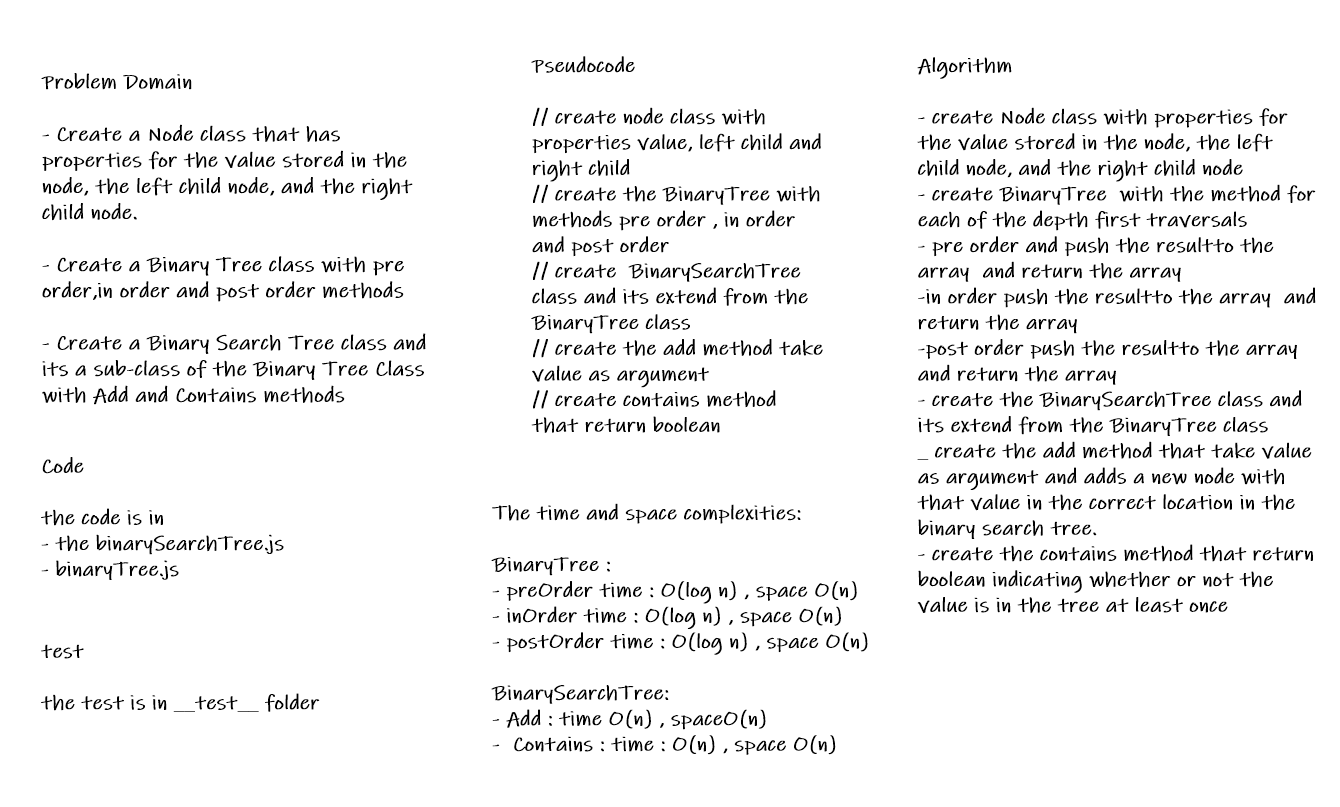 Problem Domain
- Create a Node class that has
properties for the value stored in the
node, the left child node, and the right
child node.
- Create a Binary Tree class with pre
order,in order and post order methods
- Create a Binary Search Tree class and
its a sub-class of the Binary Tree Class
with Add and Contains methods
Code
the code is in
- the binarySearchTree.js
- binaryTree.js
test
the test is in __test__ folder
Pseudocode
// create node class with
properties value, left child and
right child
// create the BinaryTree with
methods pre order , in order
and post order
// create  BinarySearchTree
class and its extend from the
BinaryTree class
// create the add method take
value as argument
// create contains method
that return boolean
The time and space complexities:
BinaryTree :
- preOrder time : O(log n) , space O(n)
- inOrder time : O(log n) , space O(n)
- postOrder time : O(log n) , space O(n)
BinarySearchTree:
- Add : time O(n) , spaceO(n)
-  Contains : time : O(n) , space O(n)
Algorithm
- create Node class with properties for
the value stored in the node, the left
child node, and the right child node
- create BinaryTree  with the method for
each of the depth first traversals
- pre order and push the resultto the
array  and return the array
-in order push the resultto the array  and
return the array
-post order push the resultto the array
and return the array
- create the BinarySearchTree class and
its extend from the BinaryTree class
_ create the add method that take value
as argument and adds a new node with
that value in the correct location in the
binary search tree.
- create the contains method that return
boolean indicating whether or not the
value is in the tree at least once